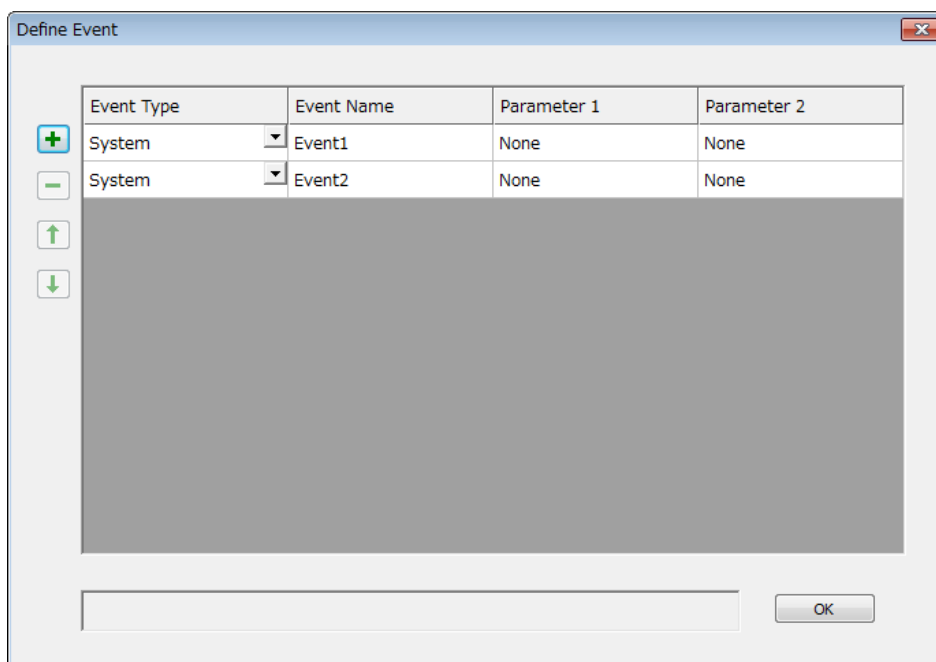 Define Event
Event Type Event Name Parameter 1 Parameter 2
System Event1 None None
System Event2 None None
OK